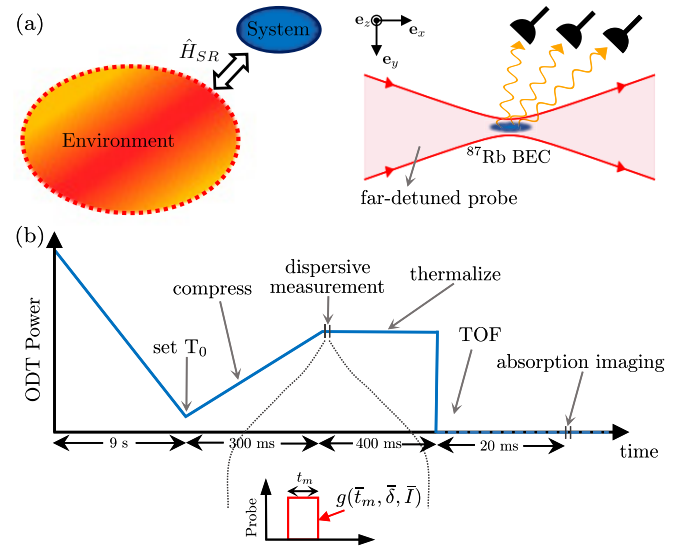 (a)
System
Ĥ_SR
Environment
e_z
e_x
e_y
⁸⁷Rb BEC
far-detuned probe
(b)
ODT Power
set T₀
compress
dispersive
measurement
thermalize
TOF
absorption imaging
9 s
300 ms
400 ms
20 ms
time
Probe
t_m
g(t̅_m, δ̅, I̅)